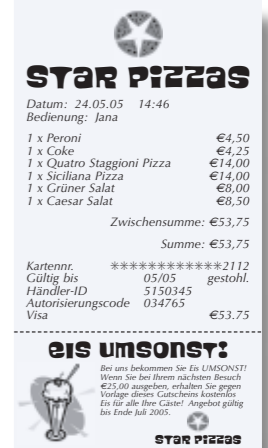 STAR PIZZAS
Datum: 24.05.05 14:46
Bedienung: Jana
1 x Peroni €4,50
1 x Coke €4,25
1 x Quatro Staggioni Pizza €14,00
1 x Siciliana Pizza €14,00
1 x Grüner Salat €8,00
1 x Caesar Salat €8,50
Zwischensumme: €53,75
Summe: €53,75
Kartennr. ************2112
Gültig bis 05/05 gestohl.
Händler-ID 5150345
Autorisierungscode 034765
Visa €53.75
eis umsonst!
Bei uns bekommen Sie Eis UMSONST!
Wenn Sie bei Ihrem nächsten Besuch
€25,00 ausgeben, erhalten Sie gegen
Vorlage dieses Gutscheins kostenlos
Eis für alle Ihre Gäste! Angebot gültig
bis Ende Juli 2005.
STAR PIZZAS